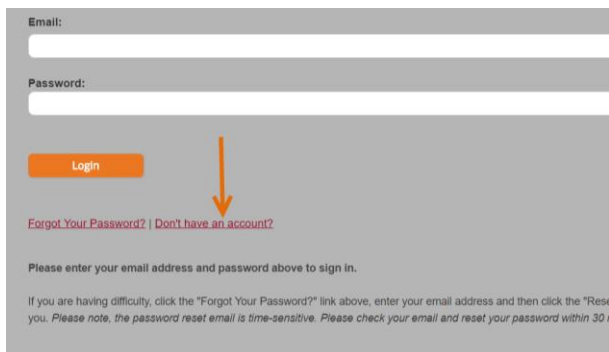 Email:
Password:
Login
Forgot Your Password? | Don't have an account?
Please enter your email address and password above to sign in.
If you are having difficulty, click the "Forgot Your Password?" link above, enter your email address and then click the
you. Please note, the password reset email is time-sensitive. Please check your email and reset your password within 30